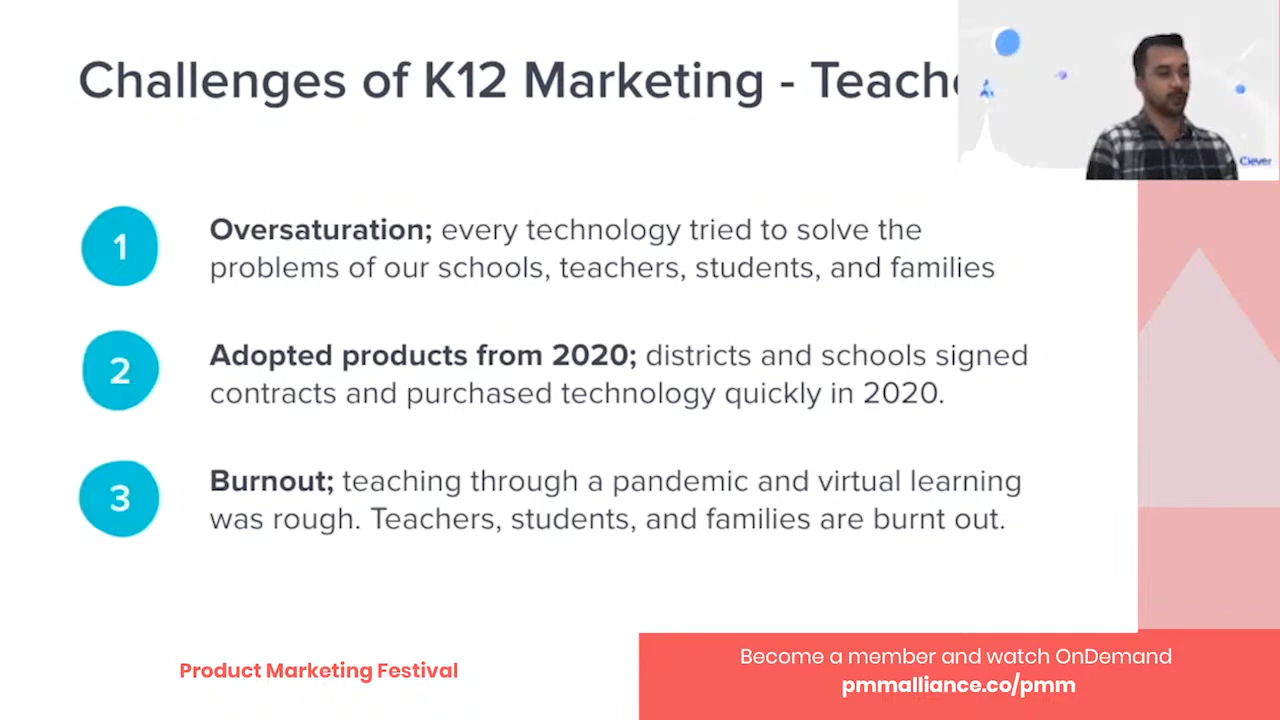 Challenges of K12 Marketing -
Clever
1
Oversaturation; every technology tried to solve the
problems of our schools, teachers, students, and families
2
Adopted products from 2020; districts and schools signed
contracts and purchased technology quickly in 2020.
3
Burnout; teaching through a pandemic and virtual learning
was rough. Teachers, students, and families are burnt out.
Product Marketing Festival
Become a member and watch OnDemand
pmmalliance.co/pmm